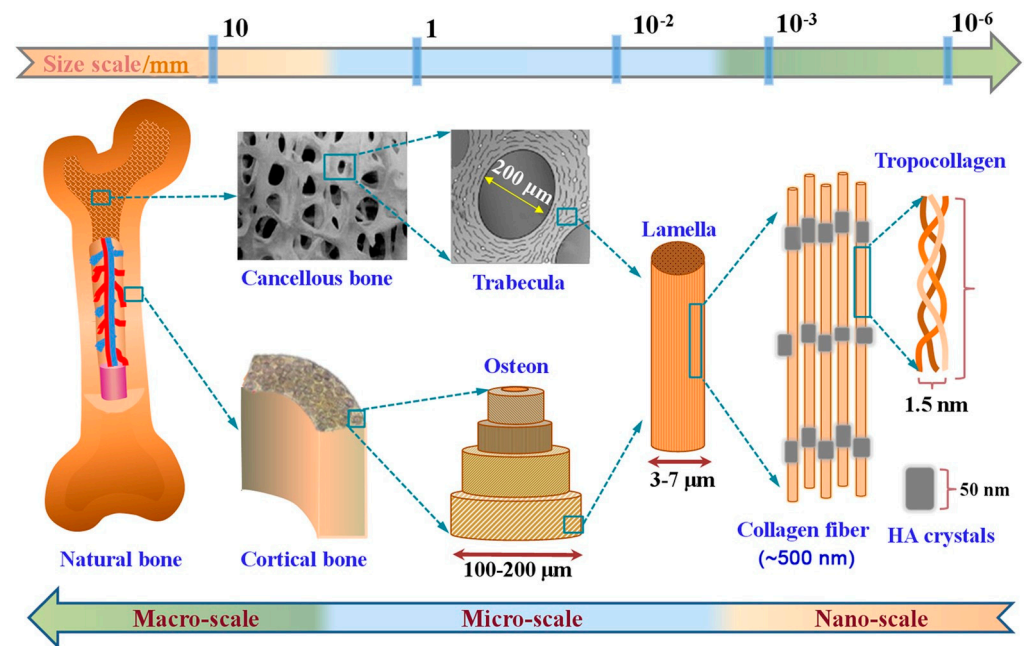 10
1
10-2
10-3
10-6
Size scale/mm
Tropocollagen
200 μm
Lamella
Cancellous bone
Trabecula
Osteon
1.5 nm
3-7 μm
50 nm
Collagen fiber
(~500 nm)
HA crystals
Natural bone
Cortical bone
100-200 μm
Macro-scale
Micro-scale
Nano-scale